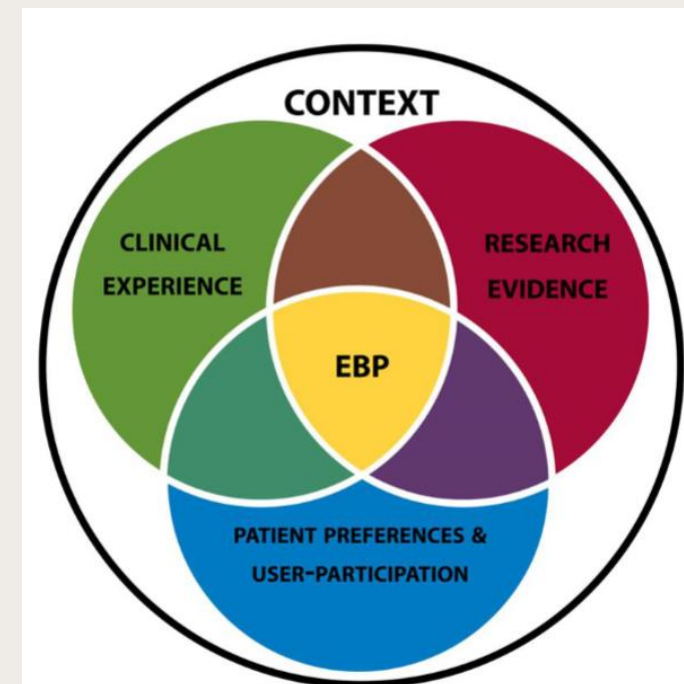 CONTEXT
CLINICAL
EXPERIENCE
RESEARCH
EVIDENCE
EBP
PATIENT PREFERENCES &
USER-PARTICIPATION